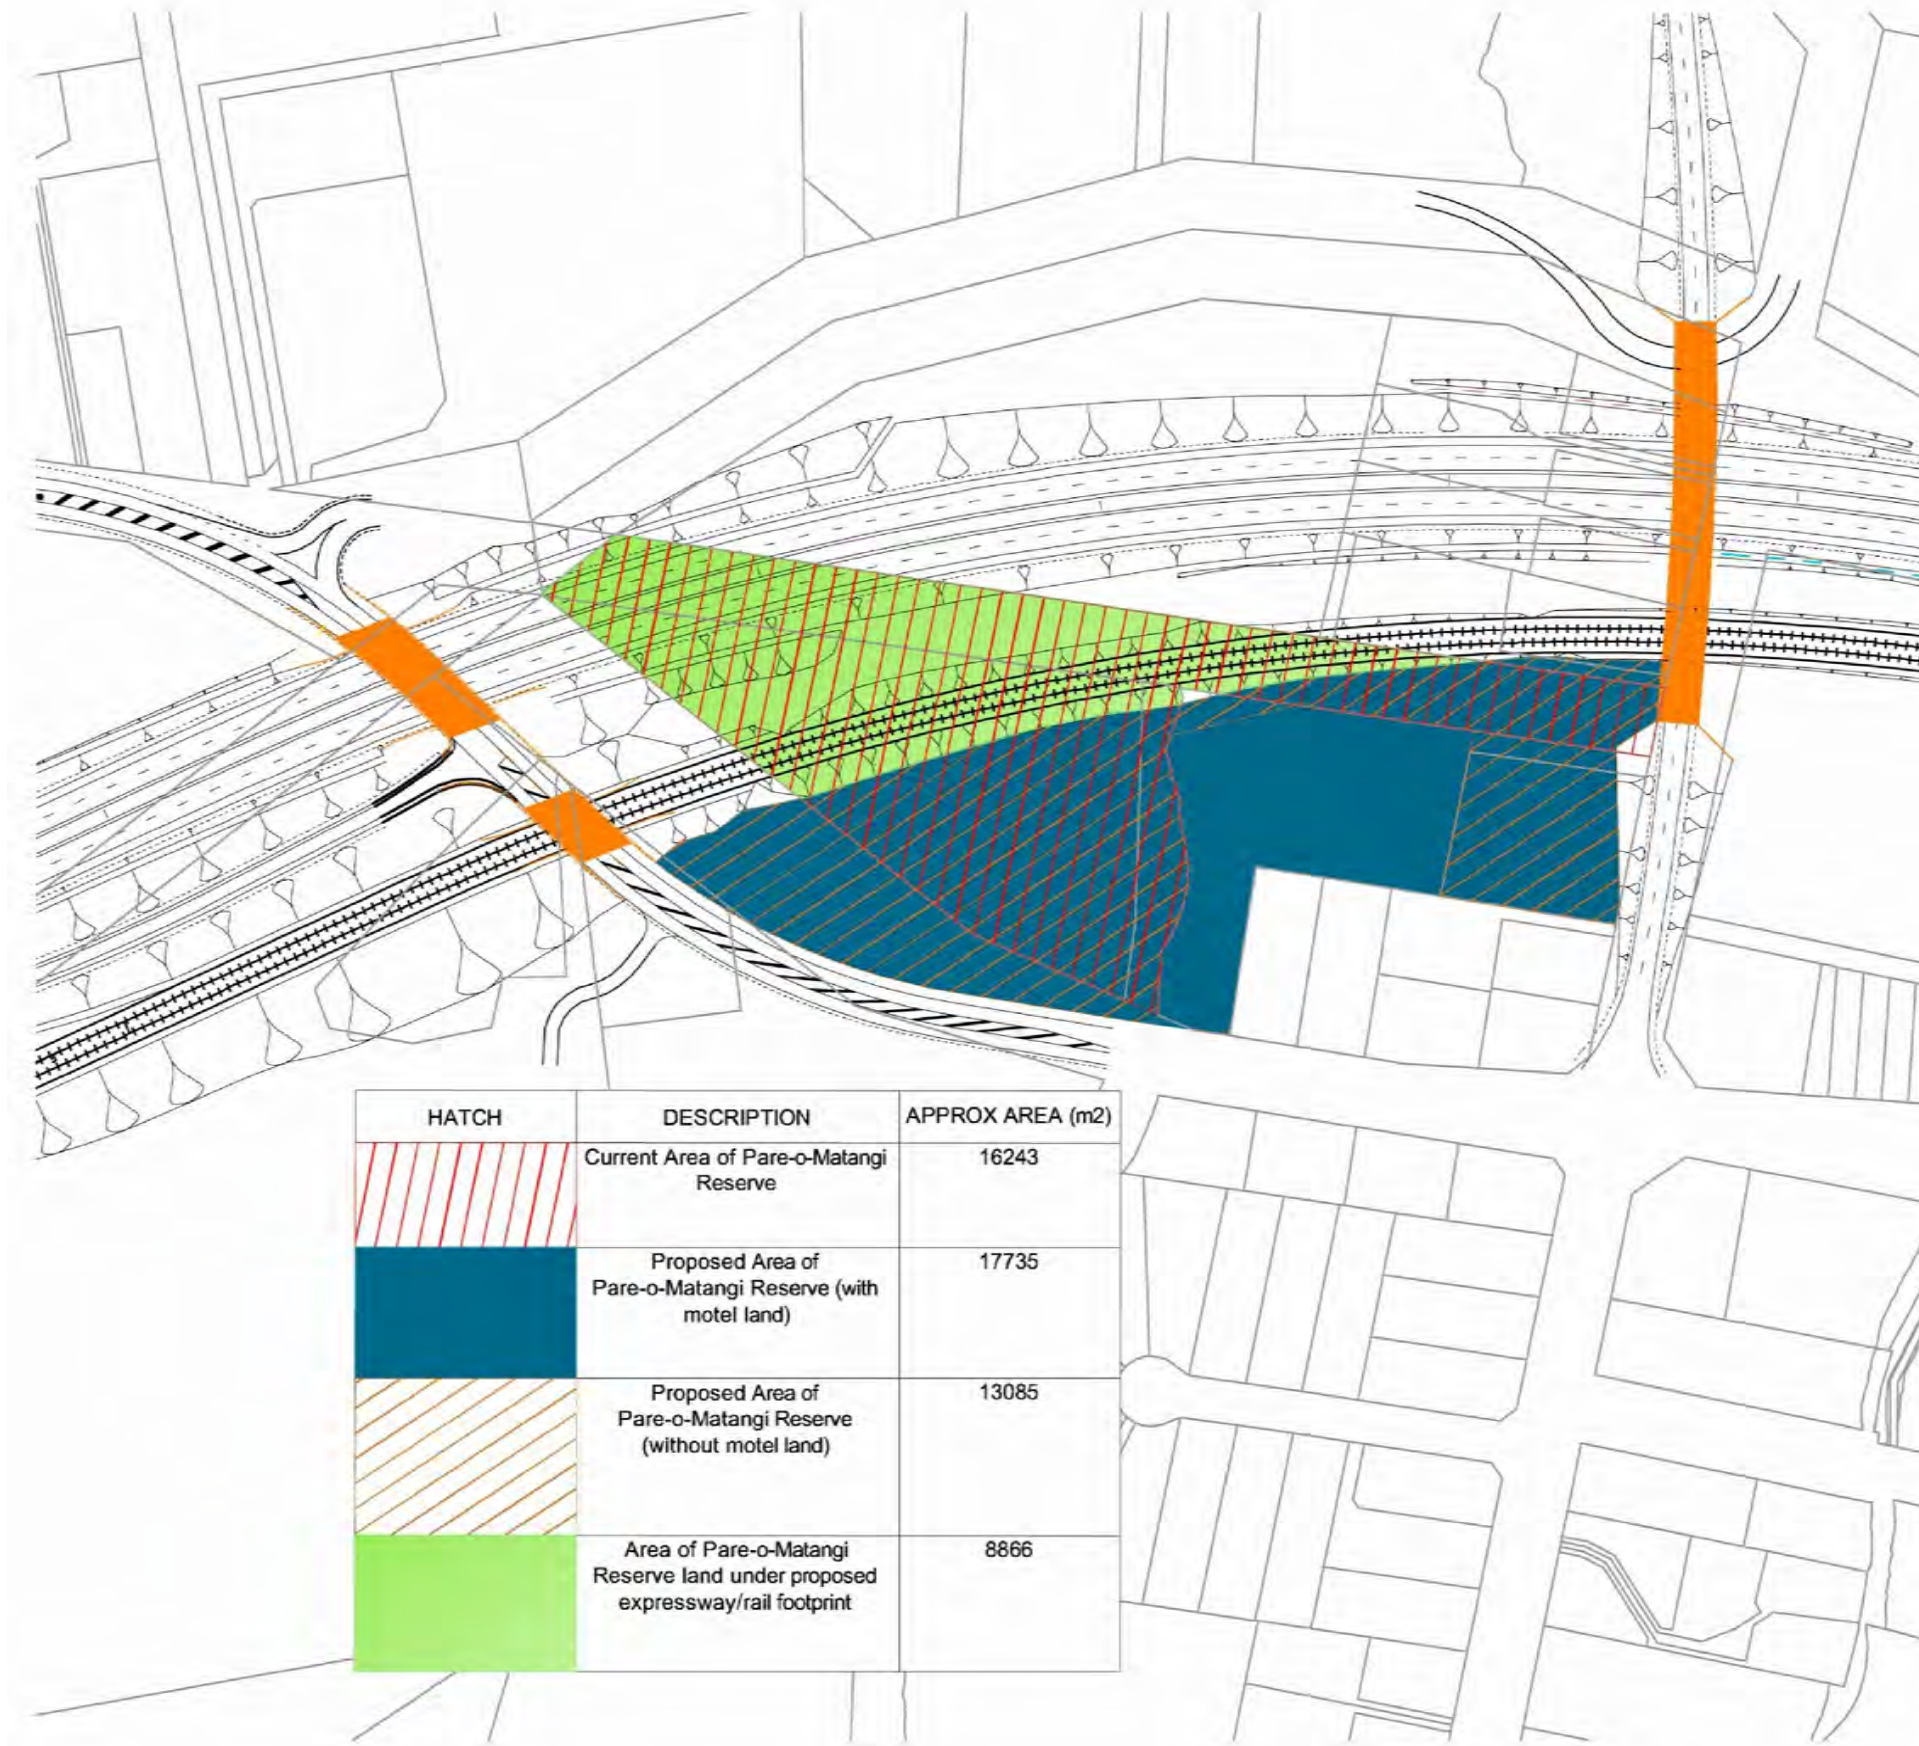 HATCH DESCRIPTION APPROX AREA (m2)
Current Area of Pare-o-Matangi 16243
Reserve
Proposed Area of 17735
Pare-o-Matangi Reserve (with
motel land)
Proposed Area of 13085
Pare-o-Matangi Reserve
(without motel land)
Area of Pare-o-Matangi 8866
Reserve land under proposed
expressway/rail footprint